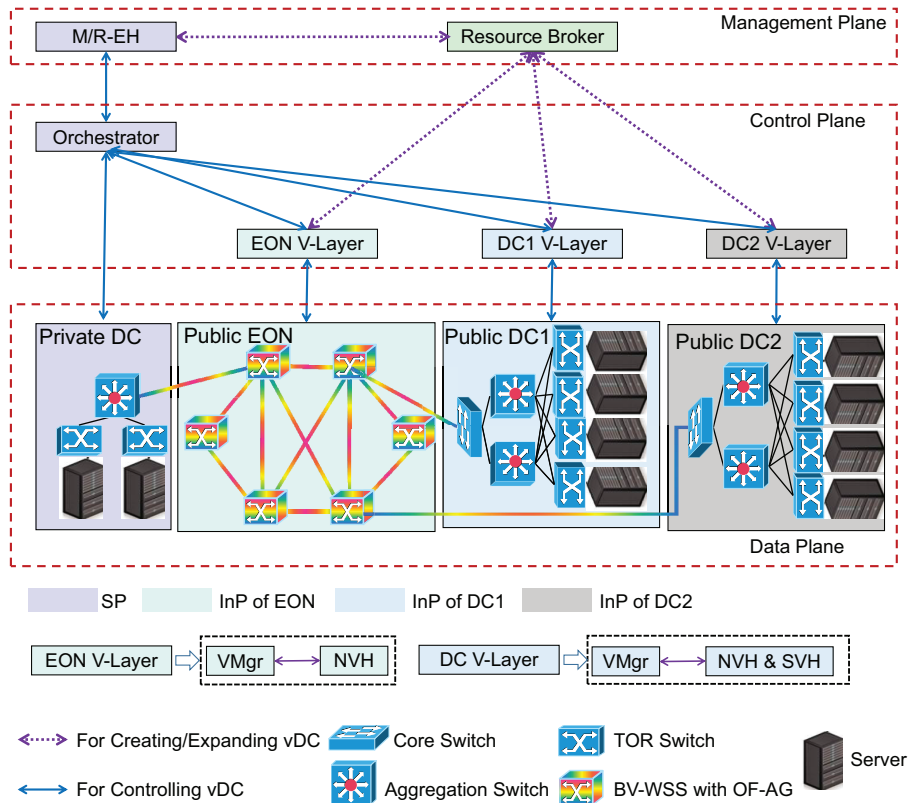 Management Plane
M/R-EH
Resource Broker
Control Plane
Orchestrator
EON V-Layer
DC1 V-Layer
DC2 V-Layer
Private DC
Public EON
Public DC1
Public DC2
Data Plane
SP
InP of EON
InP of DC1
InP of DC2
EON V-Layer
VMgr
NVH
DC V-Layer
VMgr
NVH & SVH
For Creating/Expanding vDC
Core Switch
TOR Switch
Server
For Controlling vDC
Aggregation Switch
BV-WSS with OF-AG